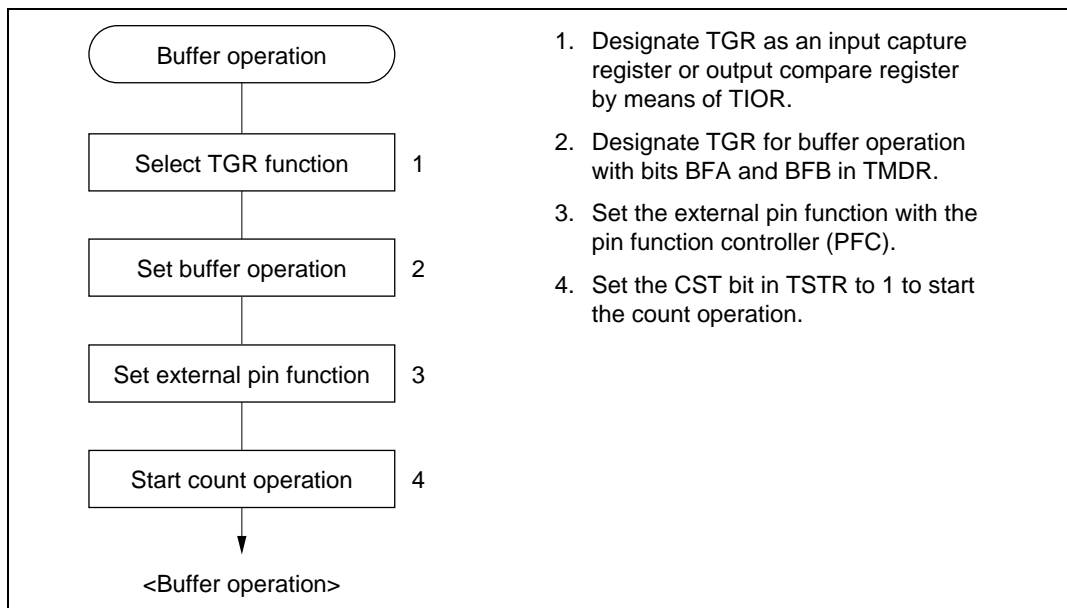 Buffer operation
Select TGR function 1
Set buffer operation 2
Set external pin function 3
Start count operation 4
<Buffer operation>
1. Designate TGR as an input capture
register or output compare register
by means of TIOR.
2. Designate TGR for buffer operation
with bits BFA and BFB in TMDR.
3. Set the external pin function with the
pin function controller (PFC).
4. Set the CST bit in TSTR to 1 to start
the count operation.